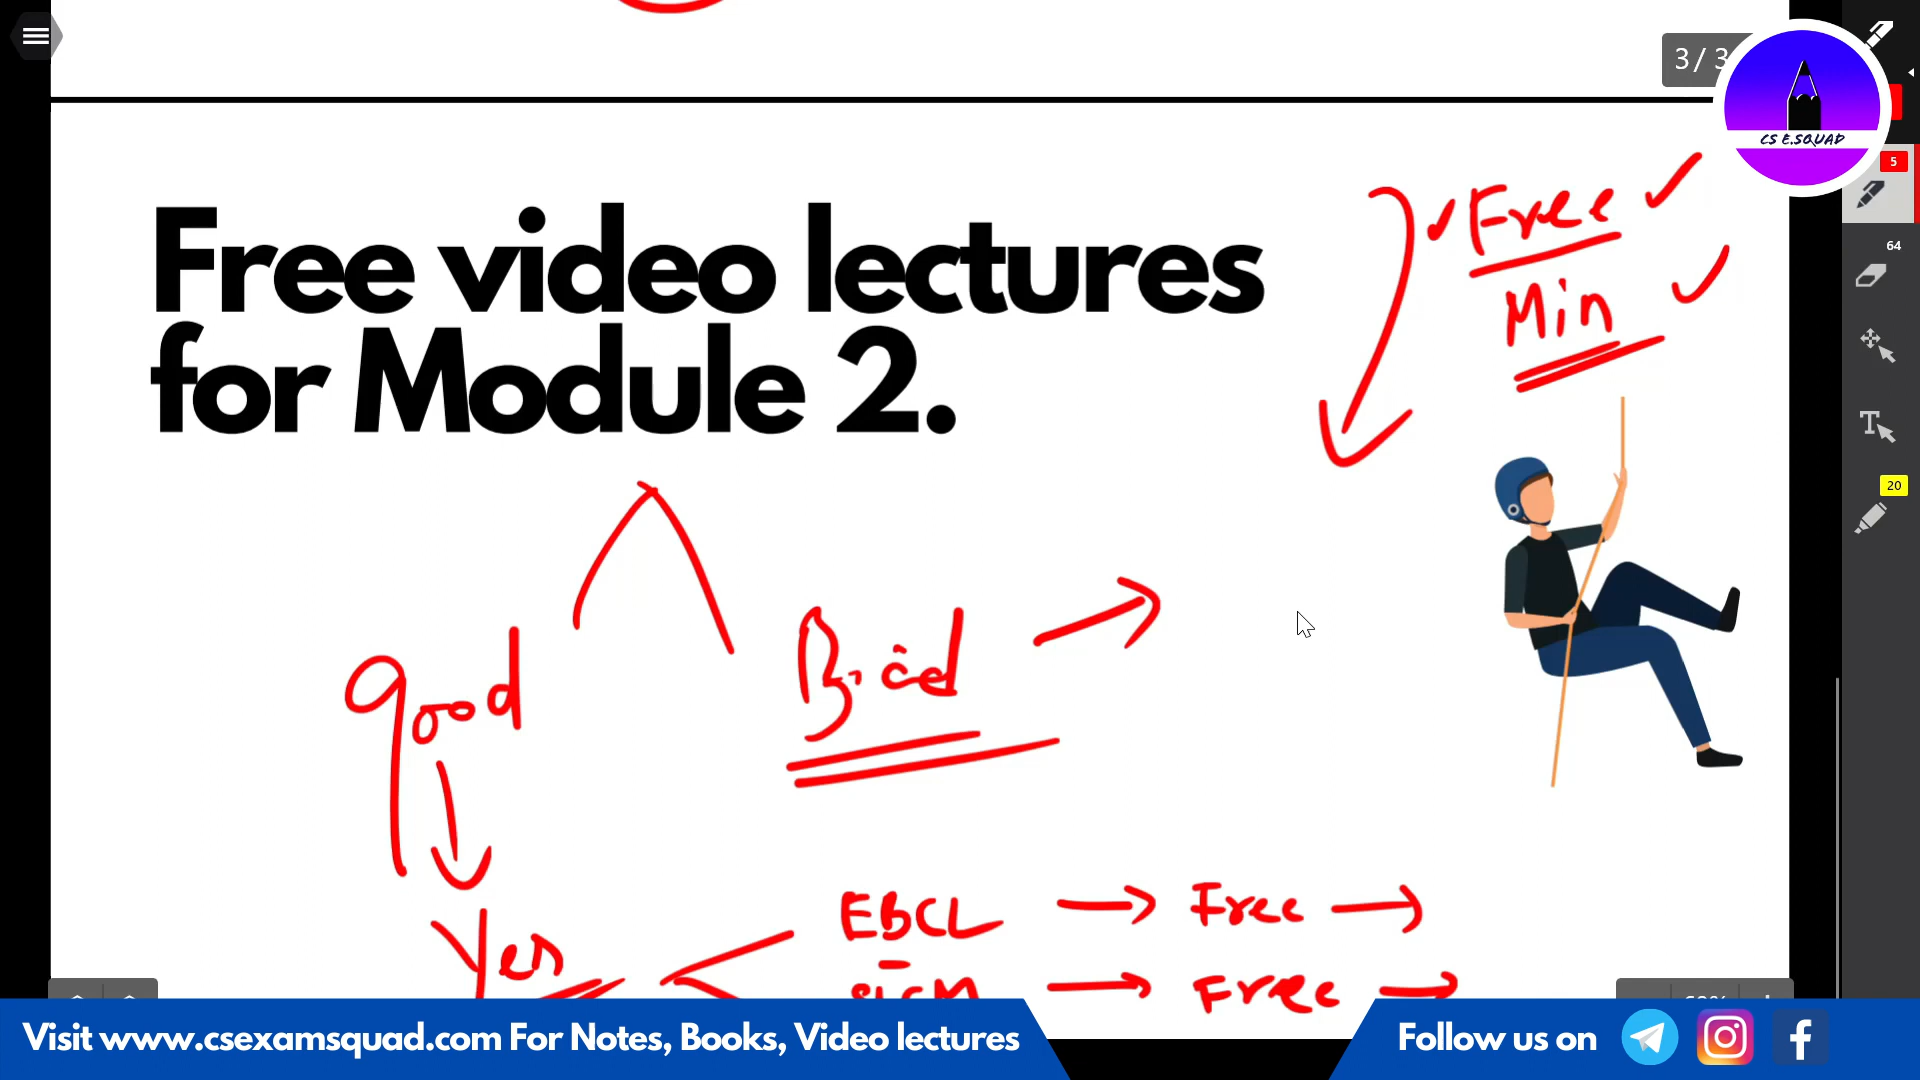 3 / 3
CS E.SQUAD
5
64
20
Free video lectures
for Module 2.
Free
Min
good
Bad
Yes
EBCL → Free →
→ Free →
Visit www.csexamsquad.com For Notes, Books, Video lectures
Follow us on